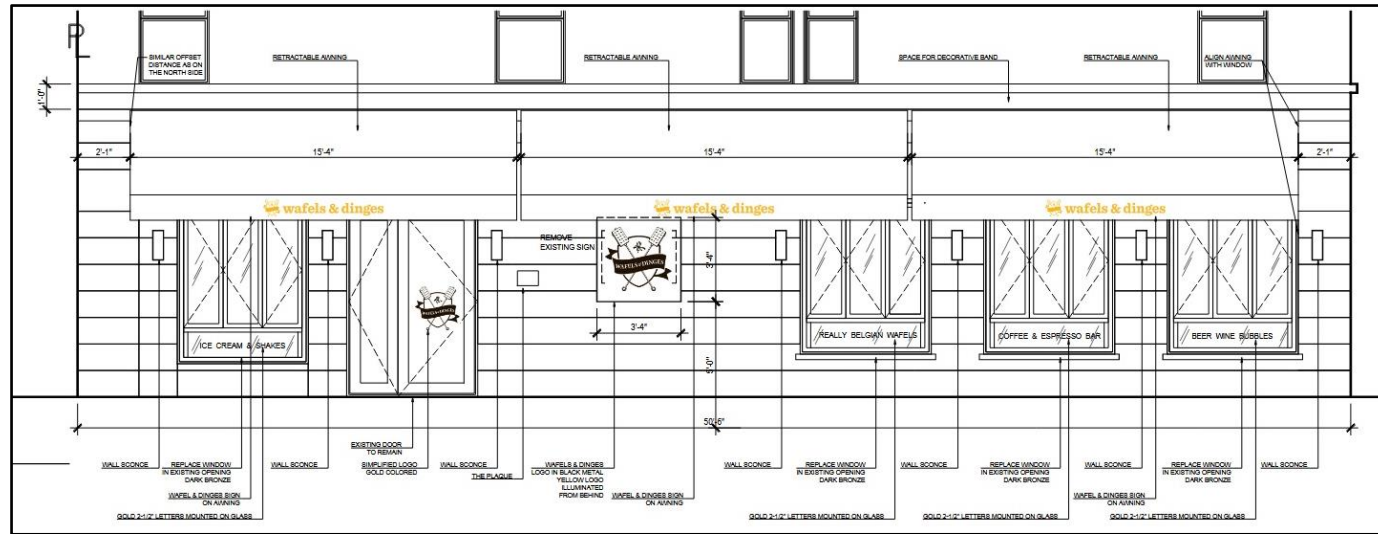 P
L
SIMILAR OFFSET
DISTANCE AS ON
THE NORTH SIDE
RETRACTABLE AWNING
RETRACTABLE AWNING
SPACE FOR DECORATIVE BAND
RETRACTABLE AWNING
ALIGN AWNING
WITH WINDOW
1'-0"
2'-1"
15'-4"
15'-4"
15'-4"
2'-1"
wafels & dinges
wafels & dinges
wafels & dinges
REMOVE
EXISTING SIGN
WAFELS & DINGES
3'-4"
3'-4"
5'-0"
ICE CREAM & SHAKES
REALLY BELGIAN WAFELS
COFFEE & ESPRESSO BAR
BEER WINE BUBBLES
50'-6"
EXISTING DOOR
TO REMAIN
WALL SCONCE
REPLACE WINDOW
IN EXISTING OPENING
DARK BRONZE
WALL SCONCE
SIMPLIFIED LOGO
GOLD COLORED
WALL SCONCE
THE PLAQUE
WAFELS & DINGES
LOGO IN BLACK METAL
YELLOW LOGO
ILLUMINATED
FROM BEHIND
WALL SCONCE
REPLACE WINDOW
IN EXISTING OPENING
DARK BRONZE
WALL SCONCE
REPLACE WINDOW
IN EXISTING OPENING
DARK BRONZE
WALL SCONCE
REPLACE WINDOW
IN EXISTING OPENING
DARK BRONZE
WALL SCONCE
WAFEL & DINGES SIGN
ON AWNING
WAFEL & DINGES SIGN
ON AWNING
WAFEL & DINGES SIGN
ON AWNING
GOLD 2-1/2" LETTERS MOUNTED ON GLASS
GOLD 2-1/2" LETTERS MOUNTED ON GLASS
GOLD 2-1/2" LETTERS MOUNTED ON GLASS
GOLD 2-1/2" LETTERS MOUNTED ON GLASS